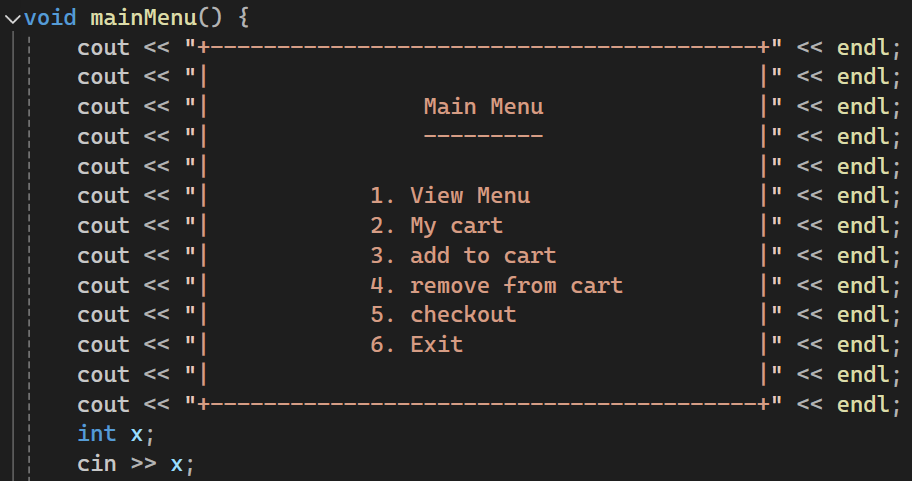 void mainMenu() {
    cout << "+-----------------------------------------+" << endl;
    cout << "|                                         |" << endl;
    cout << "|                Main Menu                |" << endl;
    cout << "|                ---------                |" << endl;
    cout << "|                                         |" << endl;
    cout << "|            1. View Menu                 |" << endl;
    cout << "|            2. My cart                   |" << endl;
    cout << "|            3. add to cart               |" << endl;
    cout << "|            4. remove from cart          |" << endl;
    cout << "|            5. checkout                  |" << endl;
    cout << "|            6. Exit                      |" << endl;
    cout << "|                                         |" << endl;
    cout << "+-----------------------------------------+" << endl;
    int x;
    cin >> x;